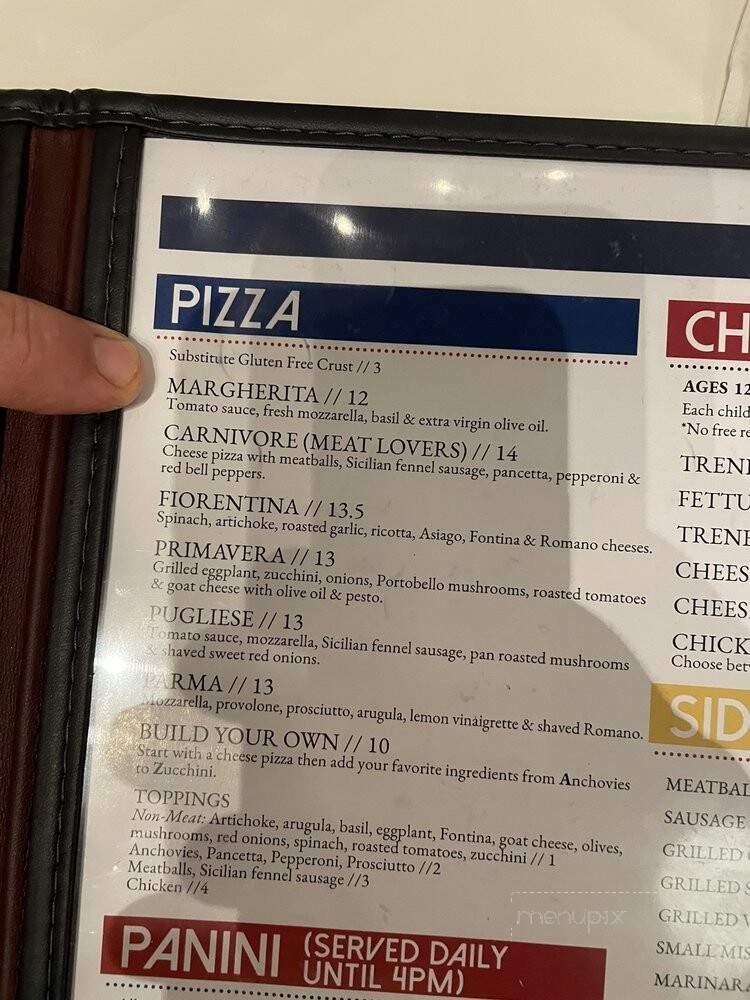 PIZZA
Substitute Gluten Free Crust // 3
MARGHERITA // 12
Tomato sauce, fresh mozzarella, basil & extra virgin olive oil.
CARNIVORE (MEAT LOVERS) // 14
Cheese pizza with meatballs, Sicilian fennel sausage, pancetta, pepperoni &
red bell peppers.
FIORENTINA // 13.5
Spinach, artichoke, roasted garlic, ricotta, Asiago, Fontina & Romano cheeses.
PRIMAVERA // 13
Grilled eggplant, zucchini, onions, Portobello mushrooms, roasted tomatoes
& goat cheese with olive oil & pesto.
PUGLIESE // 13
Tomato sauce, mozzarella, Sicilian fennel sausage, pan roasted mushrooms
& shaved sweet red onions.
PARMA // 13
Mozzarella, provolone, prosciutto, arugula, lemon vinaigrette & shaved Romano.
BUILD YOUR OWN // 10
Start with a cheese pizza then add your favorite ingredients from Anchovies
to Zucchini.
TOPPINGS
Non-Meat: Artichoke, arugula, basil, eggplant, Fontina, goat cheese, olives,
mushrooms, red onions, spinach, roasted tomatoes, zucchini // 1
Anchovies, Pancetta, Pepperoni, Prosciutto //2
Meatballs, Sicilian fennel sausage //3
Chicken //4
PANINI (SERVED DAILY
UNTIL 4PM)
CH
AGES 12
Each child
*No free re
TRENE
FETTU
TRENE
CHEES
CHEES
CHICK
Choose bet
SID
MEATBAL
SAUSAGE
GRILLED
GRILLED S
GRILLED V
SMALL MIS
MARINAR
menupix